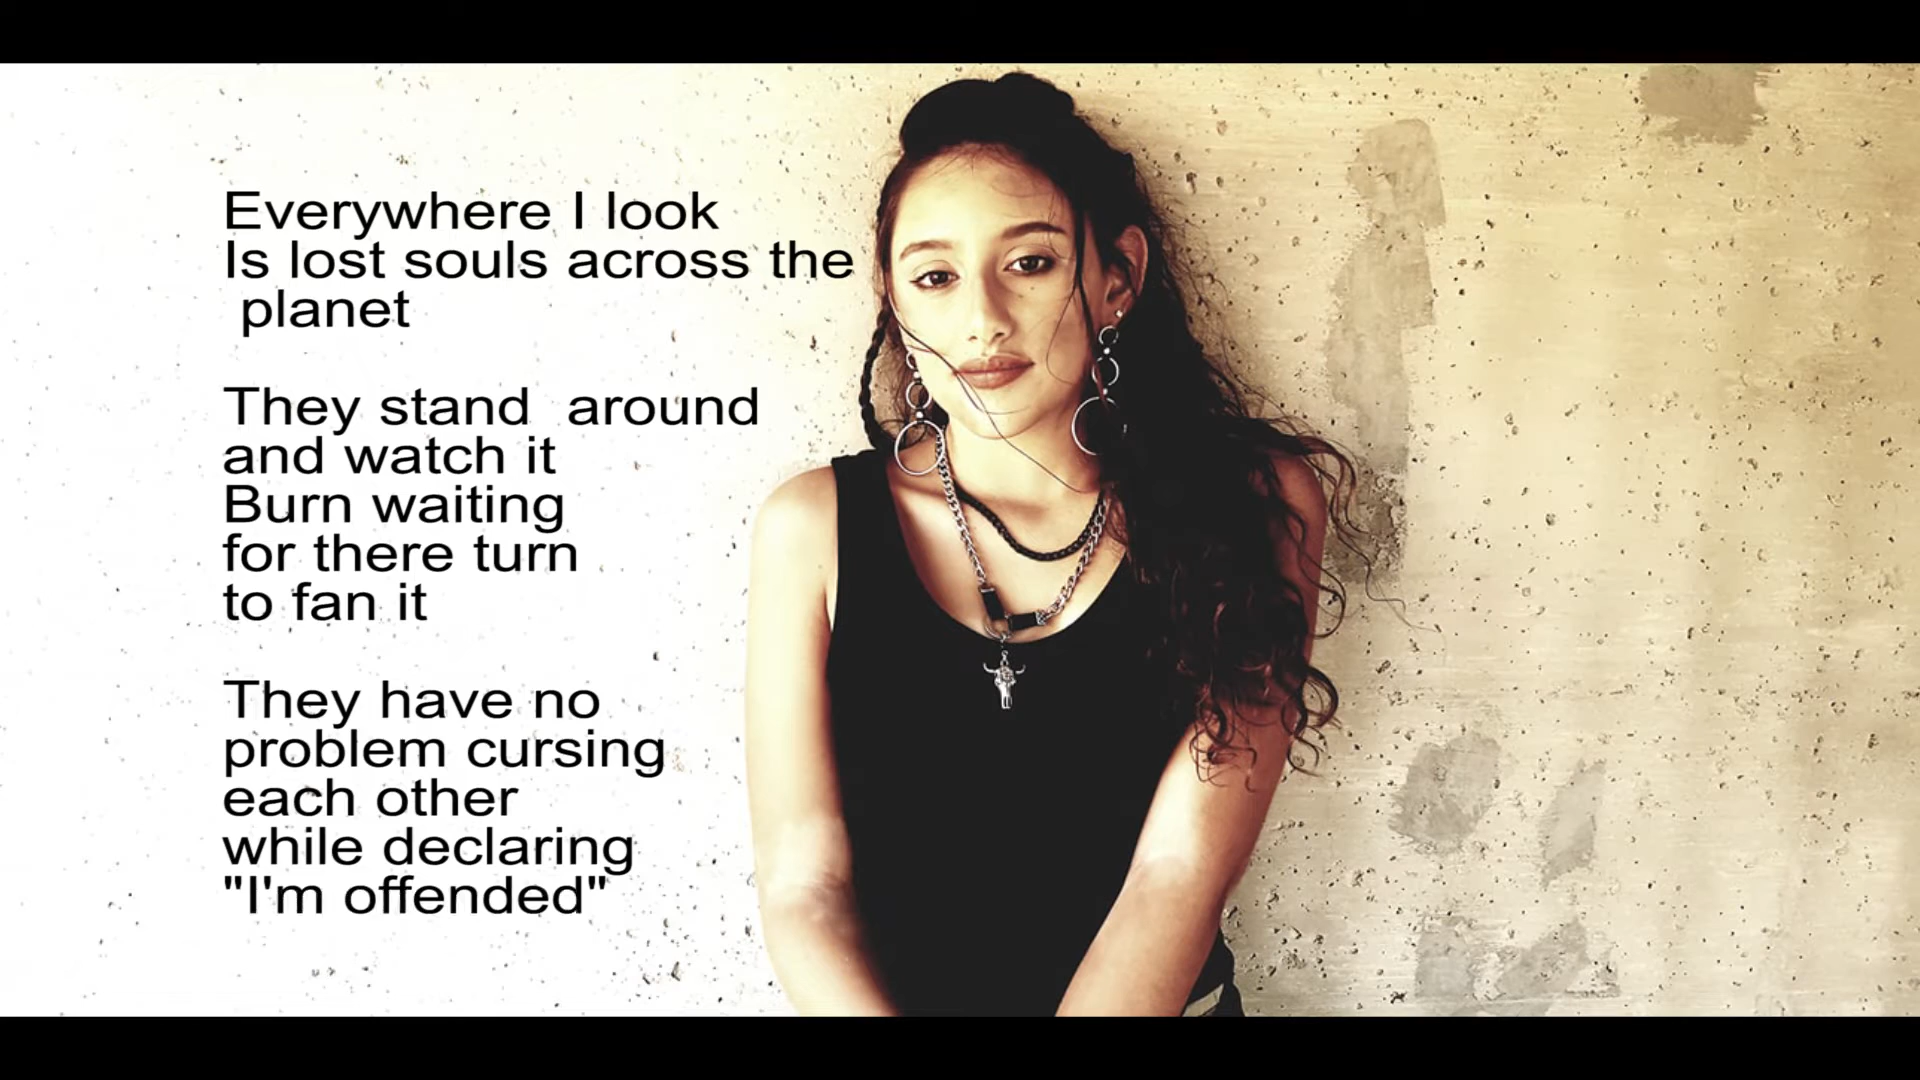 Everywhere I look
Is lost souls across the
planet
They stand around
and watch it
Burn waiting
for there turn
to fan it
They have no
problem cursing
each other
while declaring
"I'm offended"